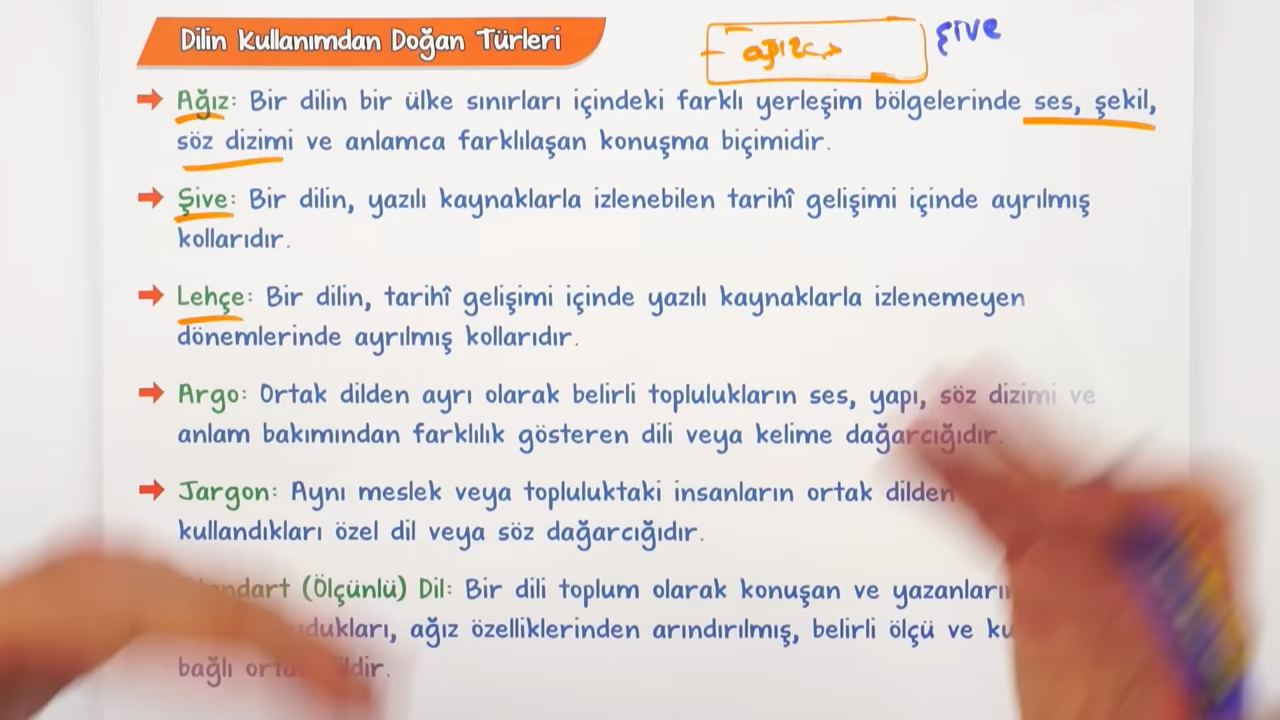 Dilin Kullanımdan Doğan Türleri
ağız
şive
→ Ağız: Bir dilin bir ülke sınırları içindeki farklı yerleşim bölgelerinde ses, şekil,
söz dizimi ve anlamca farklılaşan konuşma biçimidir.
→ Şive: Bir dilin, yazılı kaynaklarla izlenebilen tarihî gelişimi içinde ayrılmış
kollarıdır.
→ Lehçe: Bir dilin, tarihî gelişimi içinde yazılı kaynaklarla izlenemeyen
dönemlerinde ayrılmış kollarıdır.
→ Argo: Ortak dilden ayrı olarak belirli toplulukların ses, yapı, söz dizimi ve
anlam bakımından farklılık gösteren dili veya kelime dağarcığıdır.
→ Jargon: Aynı meslek veya topluluktaki insanların ortak dilden
kullandıkları özel dil veya söz dağarcığıdır.
(Ölçünlü) Dil: Bir dili toplum olarak konuşan ve
ağız özelliklerinden arındırılmış, belirli ölçü ve
bağlı